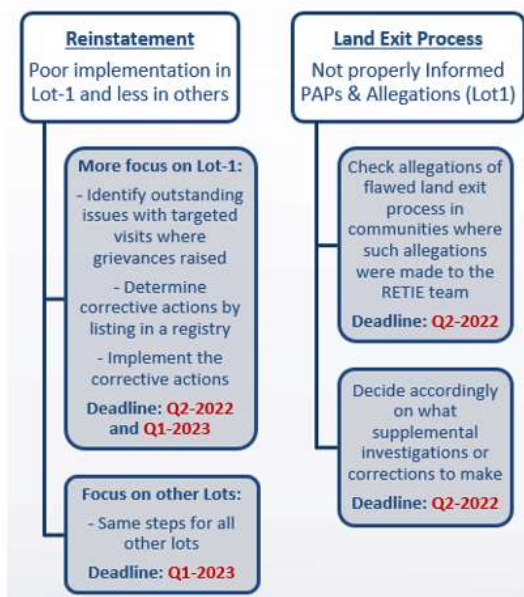 Reinstatement
Poor implementation in
Lot-1 and less in others
More focus on Lot-1:
- Identify outstanding
issues with targeted
visits where
grievances raised
- Determine
corrective actions by
listing in a registry
- Implement the
corrective actions
Deadline: Q2-2022
and Q1-2023
Focus on other Lots:
- Same steps for all
other lots
Deadline: Q1-2023
Land Exit Process
Not properly Informed
PAPs & Allegations (Lot1)
Check allegations of
flawed land exit
process in
communities where
such allegations
were made to the
RETIE team
Deadline: Q2-2022
Decide accordingly
on what
supplemental
investigations or
corrections to make
Deadline: Q2-2022